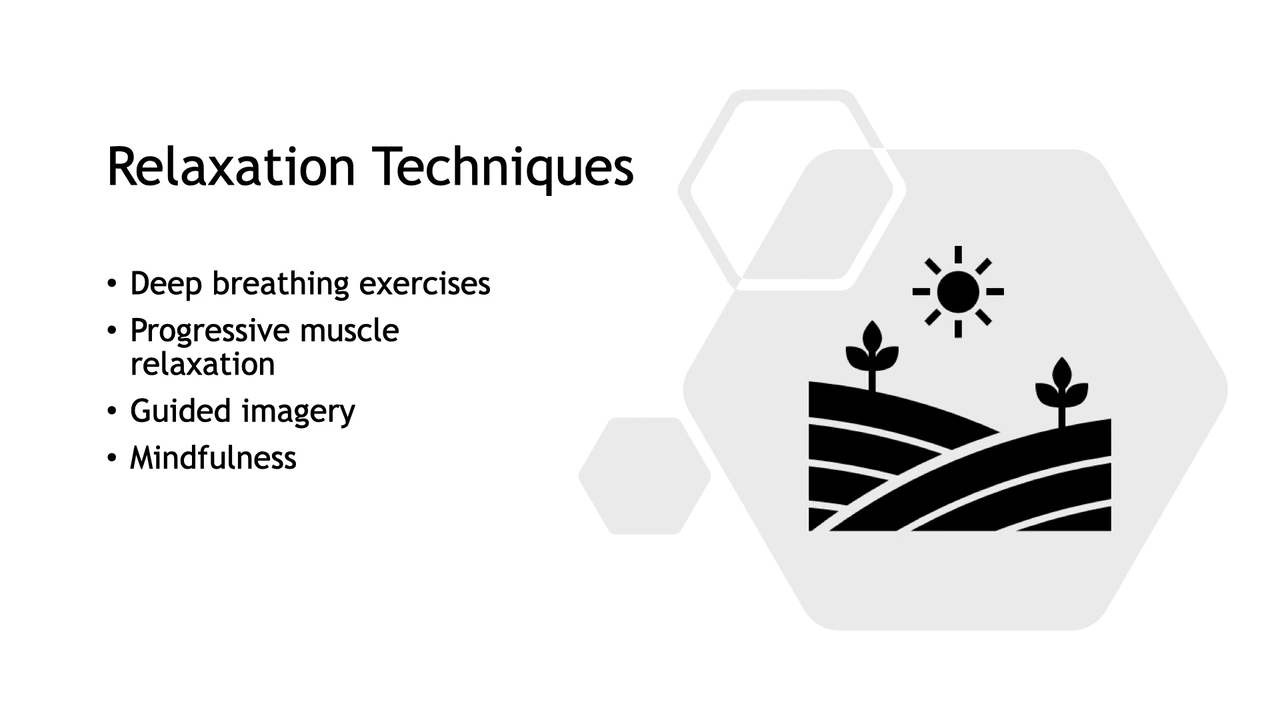 Relaxation Techniques
• Deep breathing exercises
• Progressive muscle
relaxation
• Guided imagery
• Mindfulness